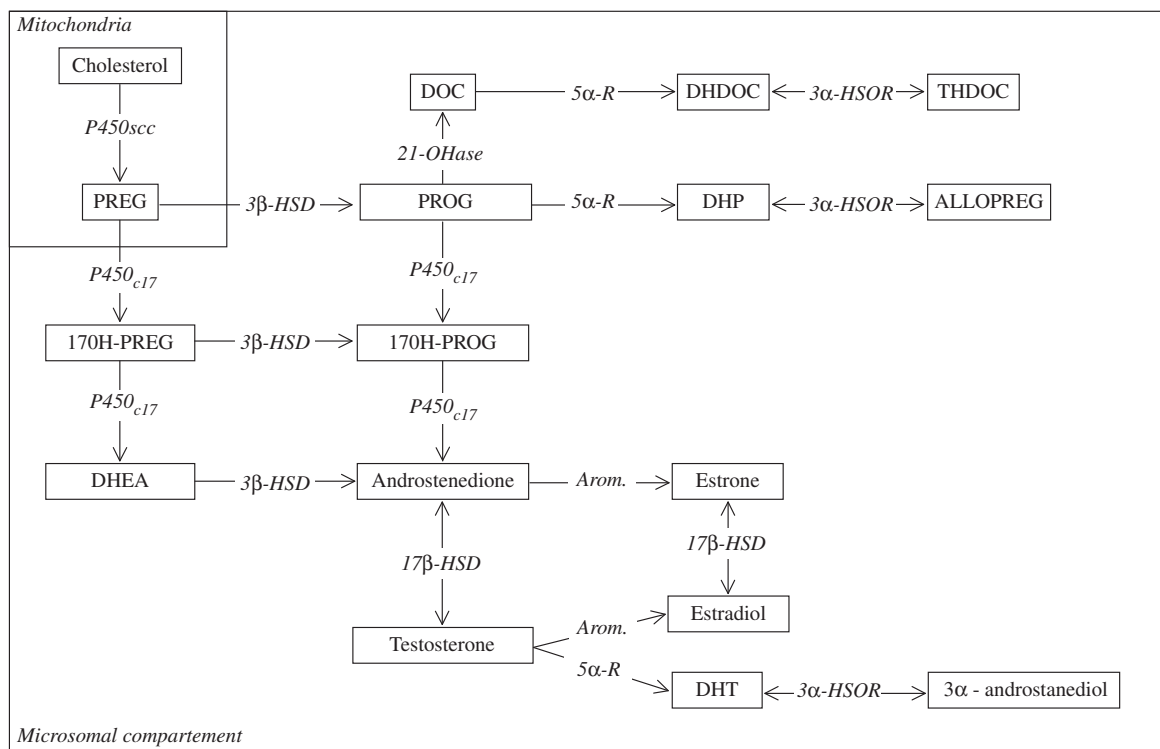 Mitochondria
Cholesterol
P450scc
PREG
DOC
5α-R
DHDOC
3α-HSOR
THDOC
21-OHase
3β-HSD
PROG
5α-R
DHP
3α-HSOR
ALLOPREG
P450c17
P450c17
170H-PREG
3β-HSD
170H-PROG
P450c17
P450c17
DHEA
3β-HSD
Androstenedione
Arom.
Estrone
17β-HSD
17β-HSD
Testosterone
Arom.
Estradiol
5α-R
DHT
3α-HSOR
3α - androstanediol
Microsomal compartement